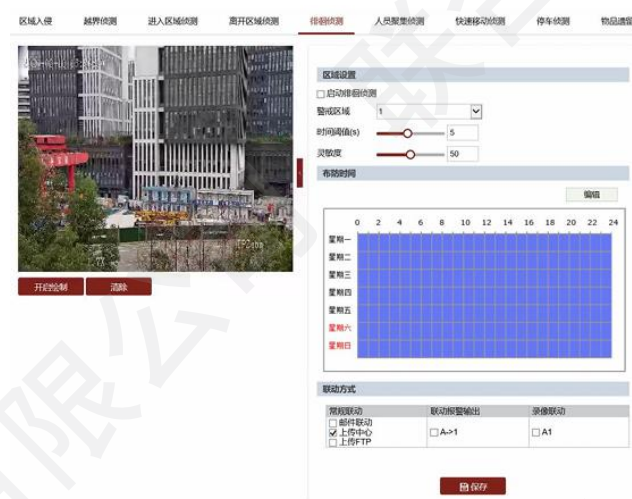 区域入侵 越界侦测 进入区域侦测 离开区域侦测 徘徊侦测 人员聚集侦测 快速移动侦测 停车侦测 物品遗留
区域设置
启动徘徊侦测
警戒区域 1
时间阈值(s) 5
灵敏度 50
布防时间
编辑
0 2 4 6 8 10 12 14 16 18 20 22 24
星期一
星期二
星期三
星期四
星期五
星期六
星期日
开启绘制 清除
联动方式
常规联动 联动报警输出 录像联动
邮件联动
上传中心 A->1 A1
上传FTP
保存